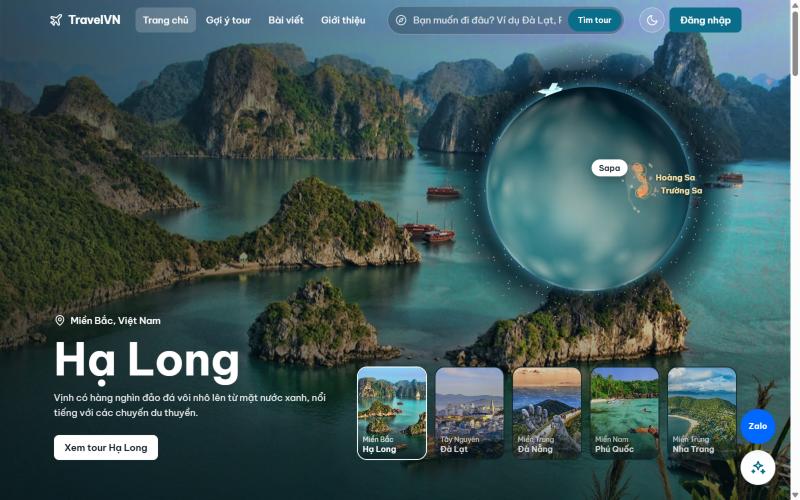 TravelVN
Trang chủ
Gợi ý tour
Bài viết
Giới thiệu
Bạn muốn đi đâu? Ví dụ Đà Lạt, F
Tìm tour
Đăng nhập
Sapa
Hoàng Sa
Trường Sa
Miền Bắc, Việt Nam
Hạ Long
Vịnh có hàng nghìn đảo đá vôi nhô lên từ mặt nước xanh, nổi
tiếng với các chuyến du thuyền.
Xem tour Hạ Long
Miền Bắc
Hạ Long
Tây Nguyên
Đà Lạt
Miền Trung
Đà Nẵng
Miền Nam
Phú Quốc
Miền Trung
Nha Trang
Zalo